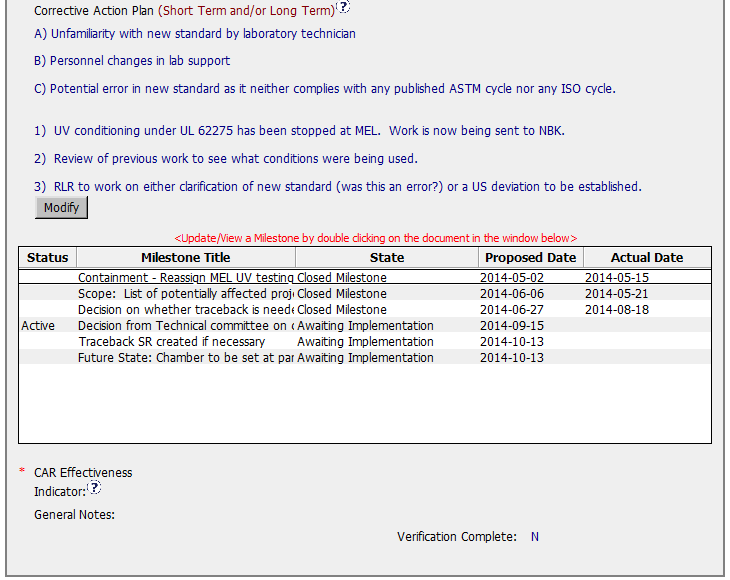 Corrective Action Plan (Short Term and/or Long Term) ?
A) Unfamiliarity with new standard by laboratory technician
B) Personnel changes in lab support
C) Potential error in new standard as it neither complies with any published ASTM cycle nor any ISO cycle.
1) UV conditioning under UL 62275 has been stopped at MEL. Work is now being sent to NBK.
2) Review of previous work to see what conditions were being used.
3) RLR to work on either clarification of new standard (was this an error?) or a US deviation to be established.
Modify
<Update/View a Milestone by double clicking on the document in the window below>
Status Milestone Title State Proposed Date Actual Date
Containment - Reassign MEL UV testing Closed Milestone 2014-05-02 2014-05-15
Scope: List of potentially affected proj Closed Milestone 2014-06-06 2014-05-21
Decision on whether traceback is need Closed Milestone 2014-06-27 2014-08-18
Active Decision from Technical committee on Awaiting Implementation 2014-09-15
Traceback SR created if necessary Awaiting Implementation 2014-10-13
Future State: Chamber to be set at pa Awaiting Implementation 2014-10-13
* CAR Effectiveness
Indicator: ?
General Notes:
Verification Complete: N